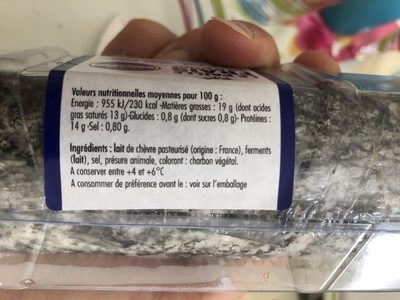 Valeurs nutritionnelles moyennes pour 100 g :
Energie : 955 kJ/230 kcal -Matières grasses : 19 g (dont acides
gras saturés 13 g)-Glucides : 0,8 g (dont sucres 0,8 g)- Protéines :
14 g -Sel : 0,80 g.
Ingrédients : lait de chèvre pasteurisé (origine : France), ferments
(lait), sel, présure animale, colorant : charbon végétal.
A conserver entre +4 et +6°C
A consommer de préférence avant le : voir sur l'emballage